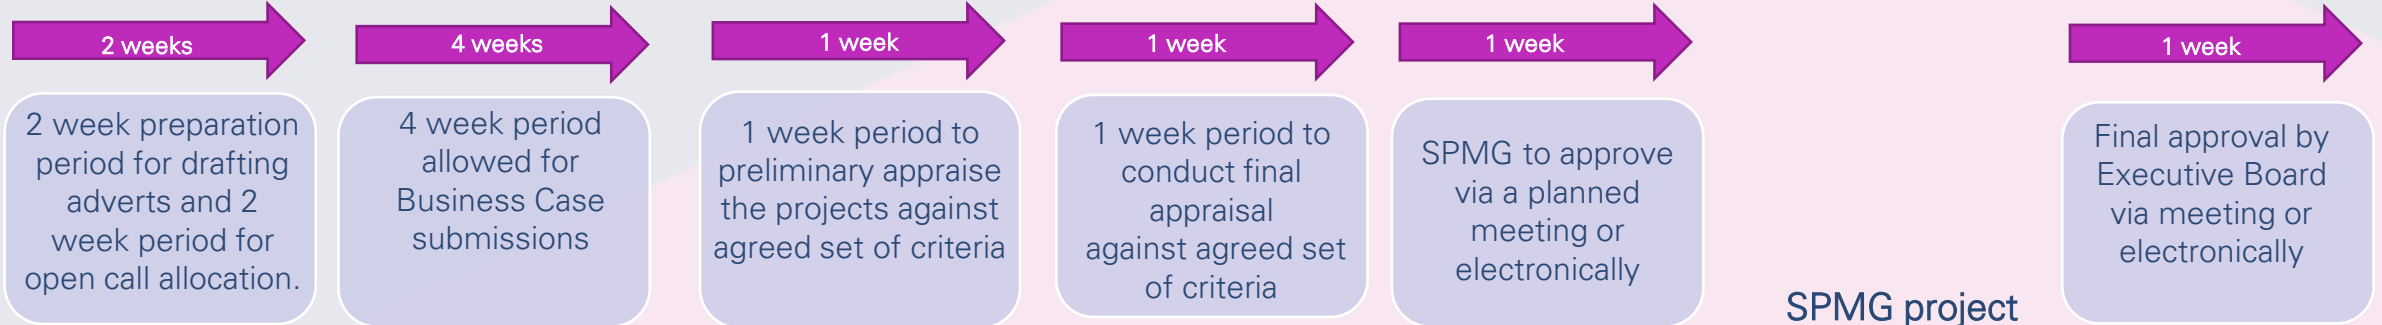 2 weeks
4 weeks
1 week
1 week
1 week
1 week
2 week preparation
period for drafting
adverts and 2
week period for
open call allocation.
4 week period
allowed for
Business Case
submissions
1 week period to
preliminary appraise
the projects against
agreed set of criteria
1 week period to
conduct final
appraisal
against agreed set
of criteria
SPMG to approve
via a planned
meeting or
electronically
SPMG project
Final approval by
Executive Board
via meeting or
electronically